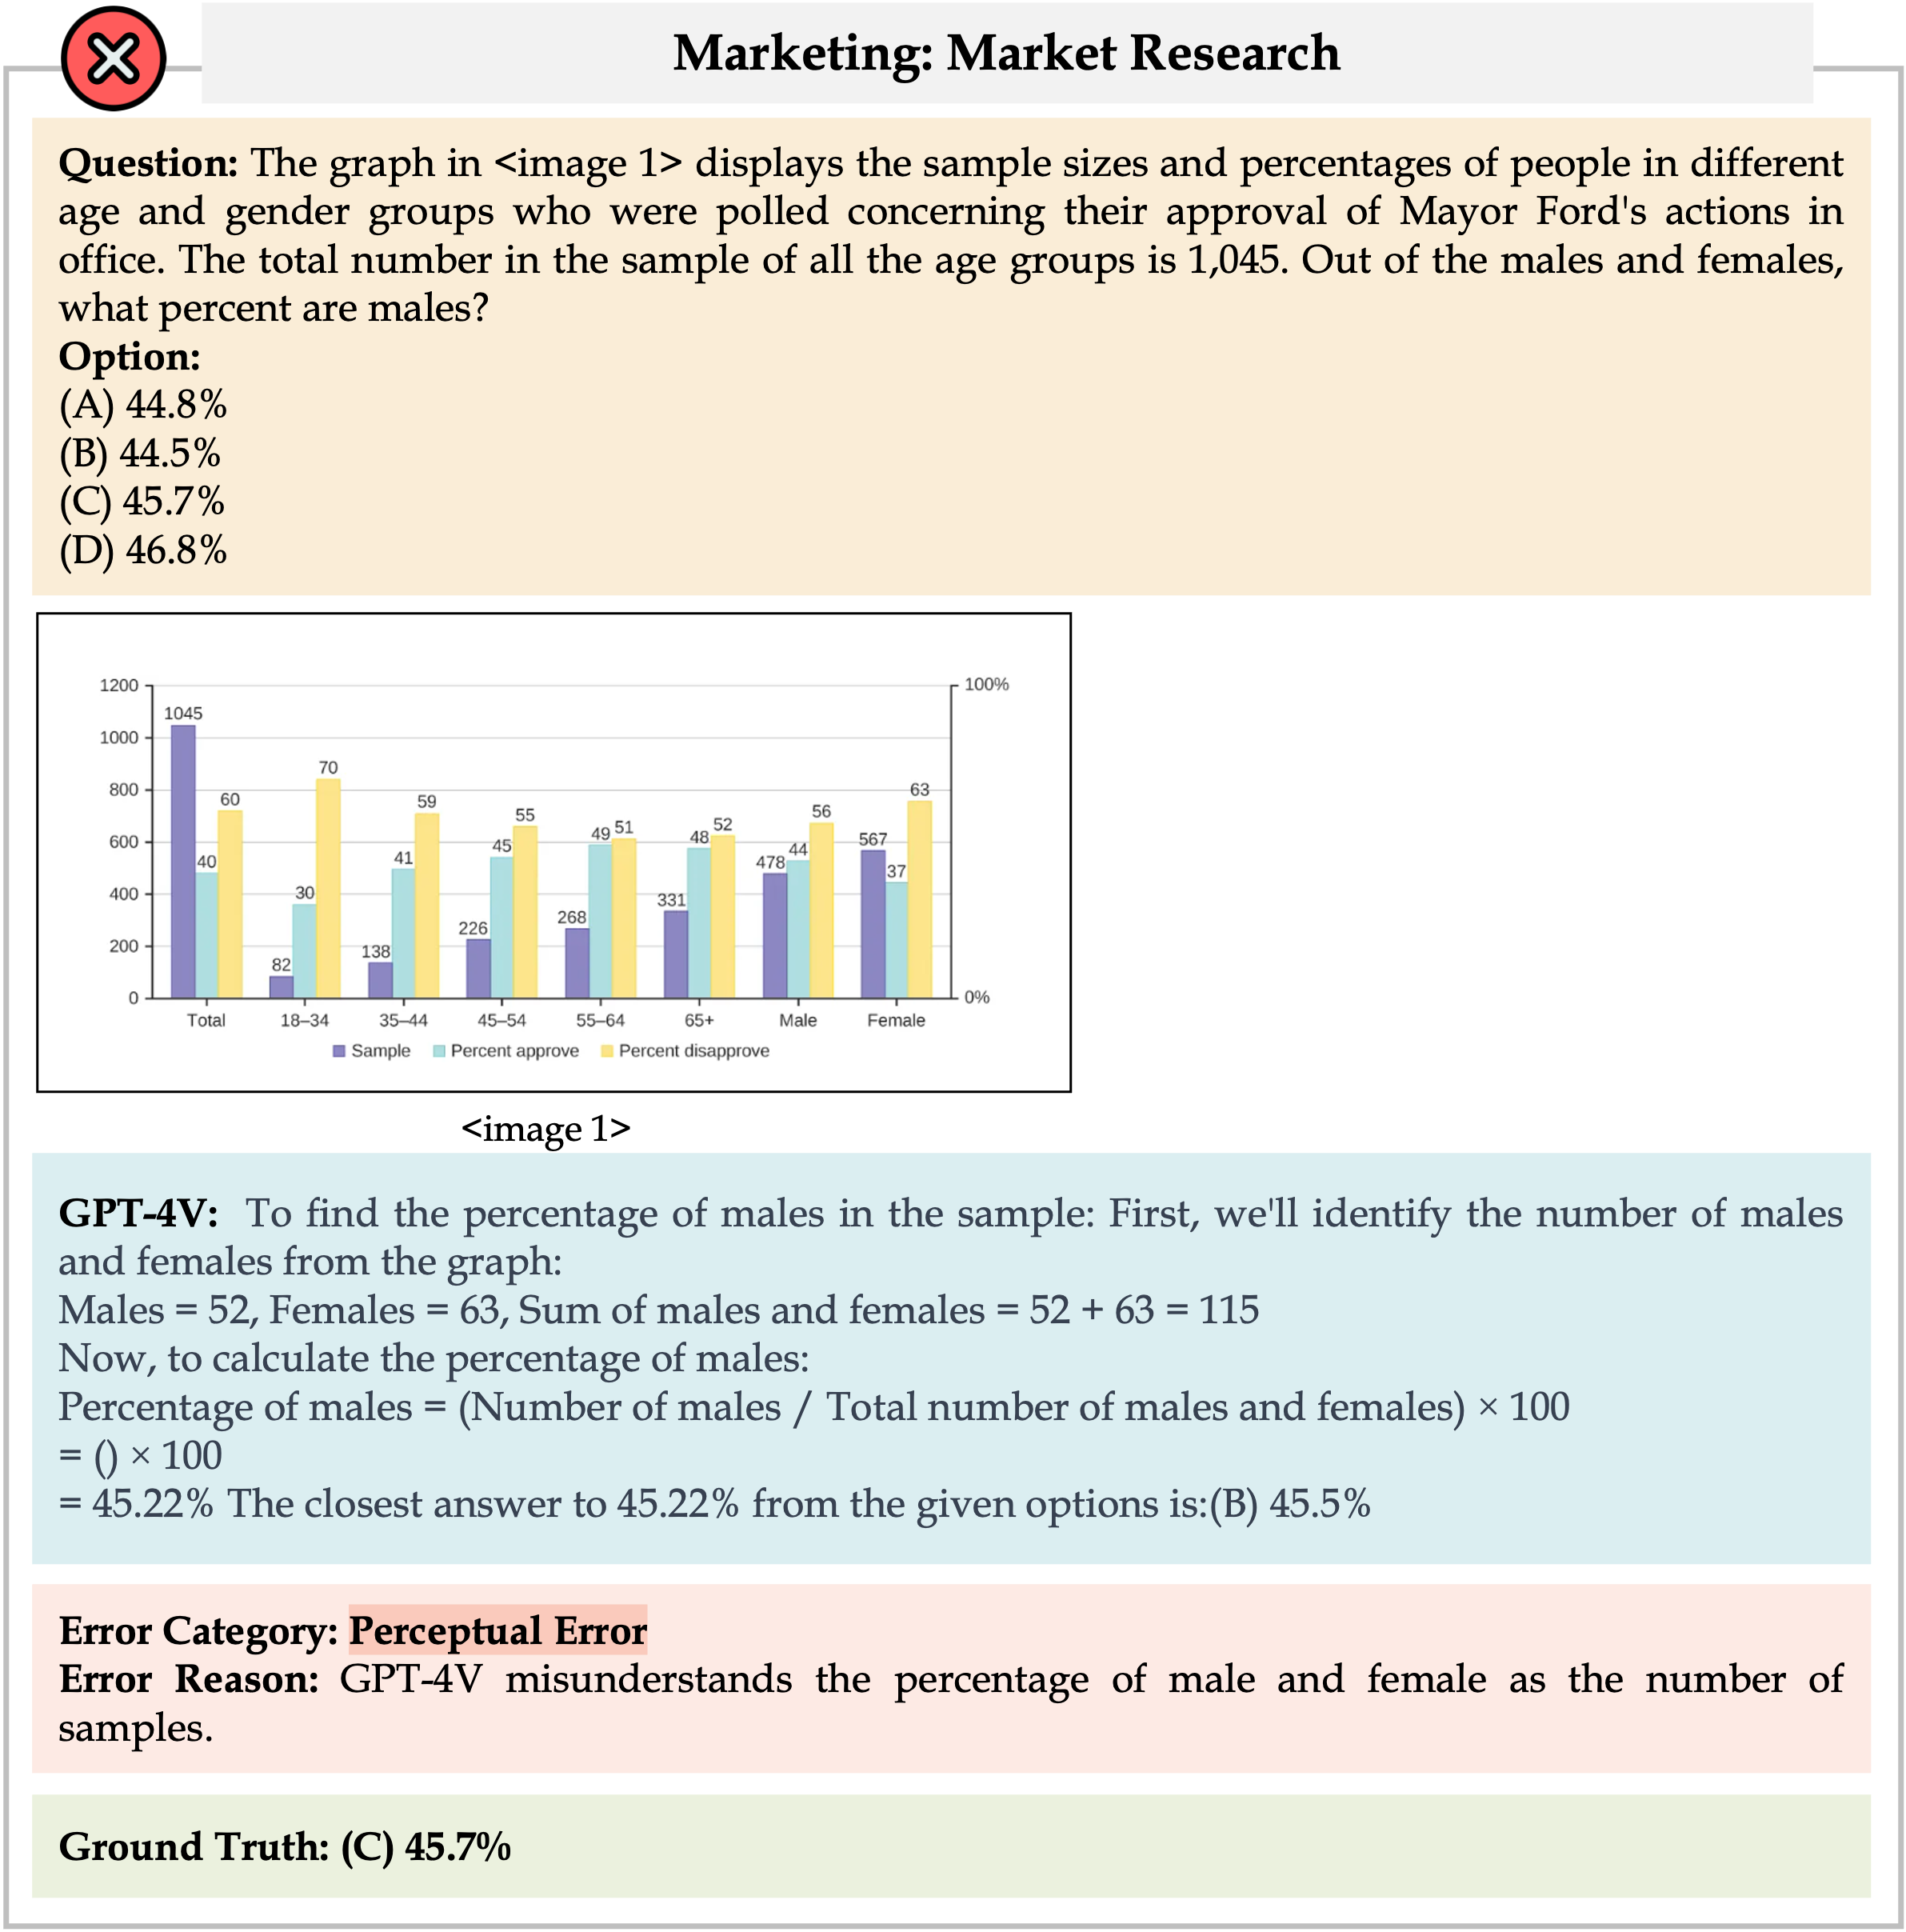 Marketing: Market Research
Question: The graph in <image 1> displays the sample sizes and percentages of people in different
age and gender groups who were polled concerning their approval of Mayor Ford's actions in
office. The total number in the sample of all the age groups is 1,045. Out of the males and females,
what percent are males?
Option:
(A) 44.8%
(B) 44.5%
(C) 45.7%
(D) 46.8%
1200
1000
800
600
400
200
0
100%
0%
1045
40
60
82
30
70
138
41
59
226
45
55
268
49
51
331
48
52
478
44
56
567
37
63
Total
18–34
35–44
45–54
55–64
65+
Male
Female
Sample
Percent approve
Percent disapprove
<image 1>
GPT-4V: To find the percentage of males in the sample: First, we'll identify the number of males
and females from the graph:
Males = 52, Females = 63, Sum of males and females = 52 + 63 = 115
Now, to calculate the percentage of males:
Percentage of males = (Number of males / Total number of males and females) × 100
= () × 100
= 45.22% The closest answer to 45.22% from the given options is:(B) 45.5%
Error Category: Perceptual Error
Error Reason: GPT-4V misunderstands the percentage of male and female as the number of
samples.
Ground Truth: (C) 45.7%